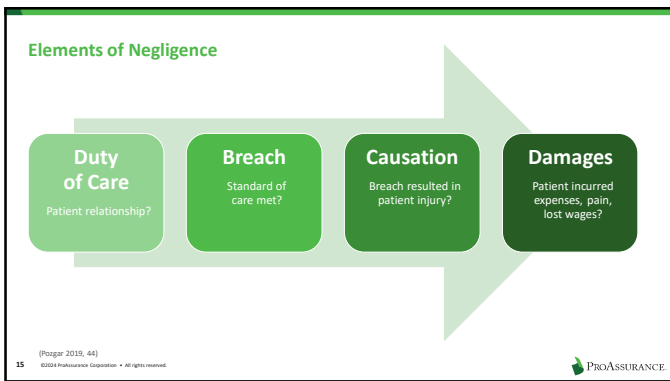 Elements of Negligence
Duty
of Care
Patient relationship?
Breach
Standard of
care met?
Causation
Breach resulted in
patient injury?
Damages
Patient incurred
expenses, pain,
lost wages?
(Pozgar 2019, 44)
15 ©2024 ProAssurance Corporation • All rights reserved.
PROASSURANCE.